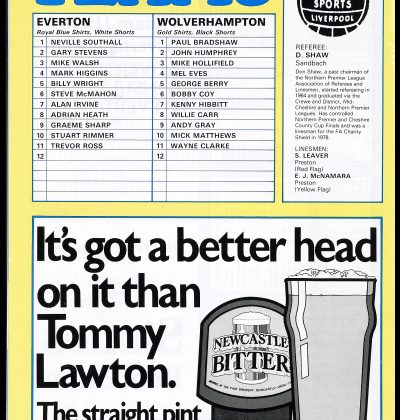 SPORTS
LIVERPOOL
EVERTON
Royal Blue Shirts, White Shorts
1 NEVILLE SOUTHALL
2 GARY STEVENS
3 MIKE WALSH
4 MARK HIGGINS
5 BILLY WRIGHT
6 STEVE McMAHON
7 ALAN IRVINE
8 ADRIAN HEATH
9 GRAEME SHARP
10 STUART RIMMER
11 TREVOR ROSS
12
WOLVERHAMPTON
Gold Shirts, Black Shorts
1 PAUL BRADSHAW
2 JOHN HUMPHREY
3 MIKE HOLLIFIELD
4 MEL EVES
5 GEORGE BERRY
6 BOBBY COY
7 KENNY HIBBITT
8 WILLIE CARR
9 ANDY GRAY
10 MICK MATTHEWS
11 WAYNE CLARKE
12
REFEREE:
D. SHAW
Sandbach
Don Shaw, a past chairman of
the Northern Premier League
Association of Referees and
Linesmen, started refereeing in
1964 and graduated via the
Crewe and District, Mid-
Cheshire and Northern Premier
Leagues. Has controlled
Northern Premier and Cheshire
County Cup Finals and was a
linesman for the FA Charity
Shield in 1978.
LINESMEN:
S. LEAVER
Preston
(Red Flag)
E. J. McNAMARA
Preston
(Yellow Flag)
It's got a better head
on it than
Tommy
Lawton.
The straight pint
NEWCASTLE
BITTER